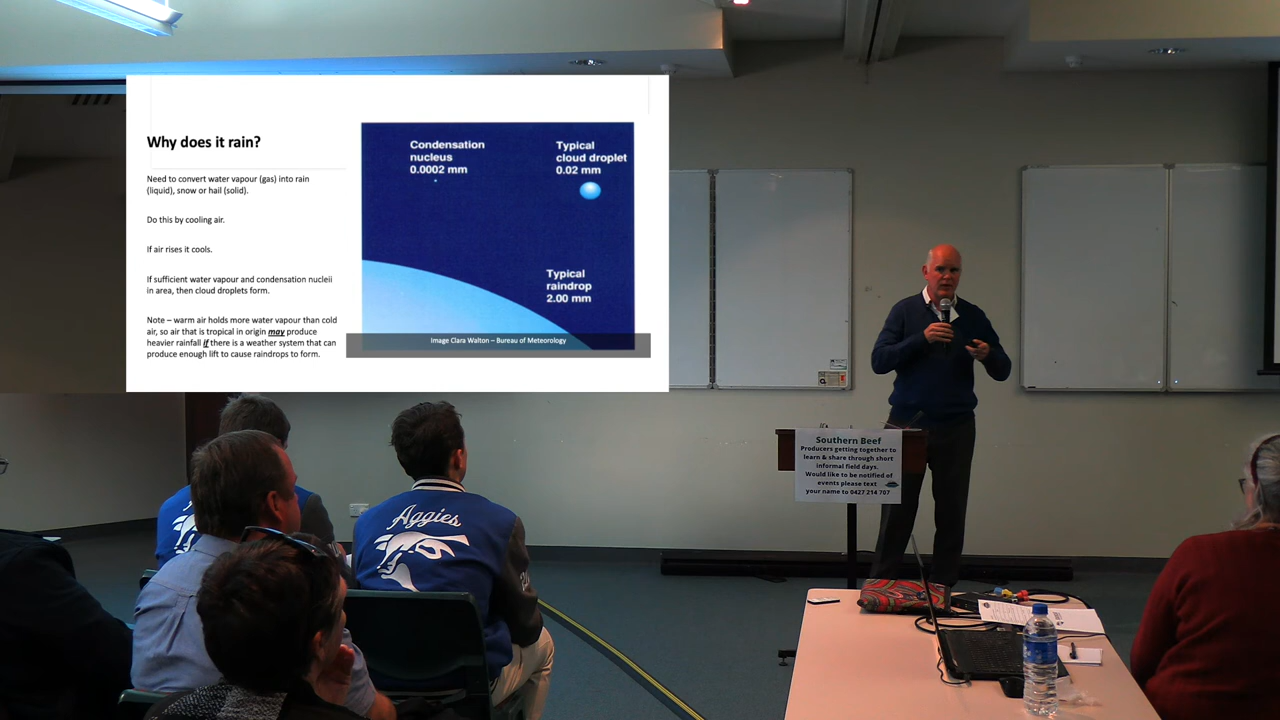 Why does it rain?
Need to convert water vapour (gas) into rain
(liquid), snow or hail (solid).
Do this by cooling air.
If air rises it cools.
If sufficient water vapour and condensation nucleii
in area, then cloud droplets form.
Note – warm air holds more water vapour than cold
air, so air that is tropical in origin may produce
heavier rainfall if there is a weather system that can
produce enough lift to cause raindrops to form.
Condensation
nucleus
0.0002 mm
Typical
cloud droplet
0.02 mm
Typical
raindrop
2.00 mm
Image Clara Walton – Bureau of Meteorology
Southern Beef
Producers getting together to
learn & share through short
informal field days.
Would like to be notified of
events please text
your name to 0427 214 707
Aggies